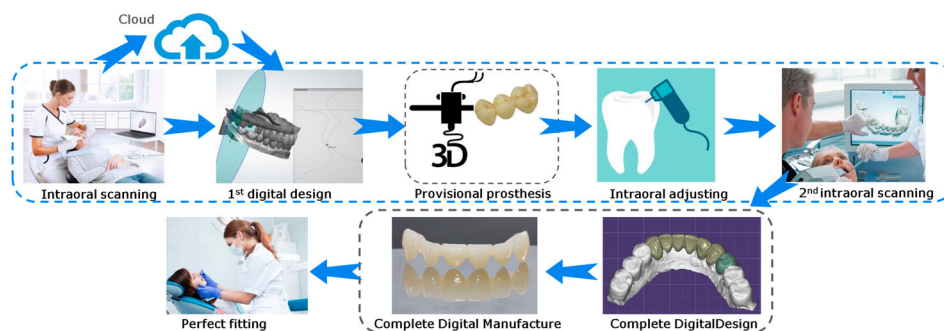 Cloud
3D
Intraoral scanning
1st digital design
Provisional prosthesis
Intraoral adjusting
2nd intraoral scanning
Perfect fitting
Complete Digital Manufacture
Complete DigitalDesign